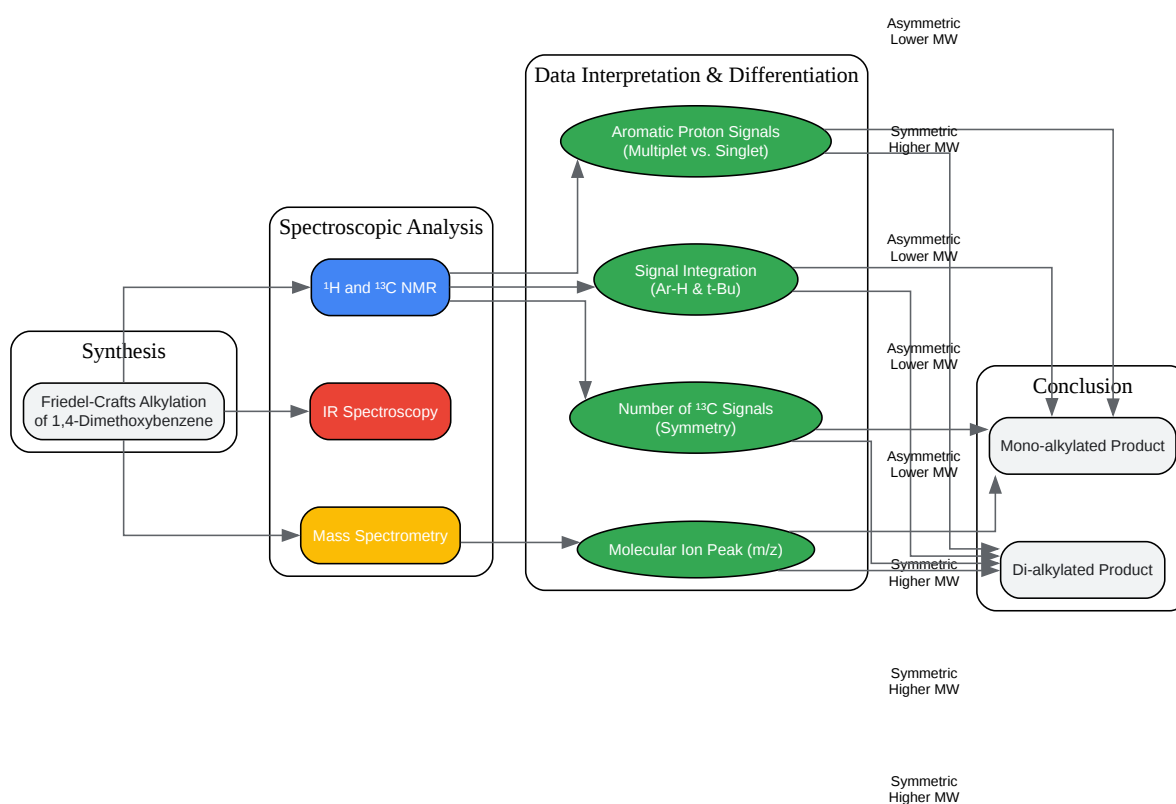 Synthesis
Friedel-Crafts Alkylation
of 1,4-Dimethoxybenzene
Spectroscopic Analysis
¹H and ¹³C NMR
IR Spectroscopy
Mass Spectrometry
Data Interpretation & Differentiation
Aromatic Proton Signals
(Multiplet vs. Singlet)
Signal Integration
(Ar-H & t-Bu)
Number of ¹³C Signals
(Symmetry)
Molecular Ion Peak (m/z)
Asymmetric
Lower MW
Symmetric
Higher MW
Asymmetric
Lower MW
Asymmetric
Lower MW
Asymmetric
Lower MW
Symmetric
Higher MW
Symmetric
Higher MW
Symmetric
Higher MW
Conclusion
Mono-alkylated Product
Di-alkylated Product